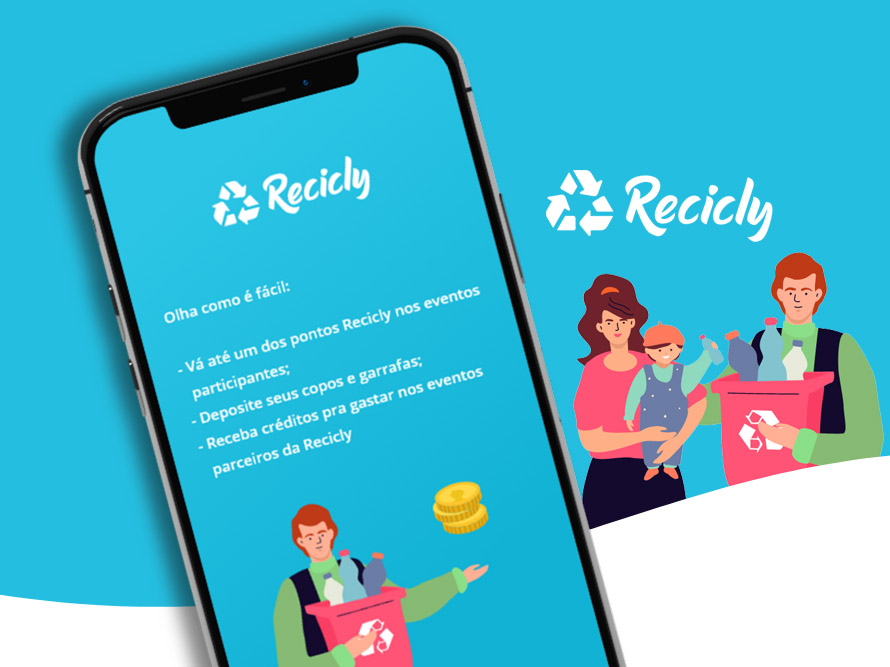 Recicly
Olha como é fácil:
- Vá até um dos pontos Recicly nos eventos
participantes;
- Deposite seus copos e garrafas;
- Receba créditos pra gastar nos eventos
parceiros da Recicly
Recicly